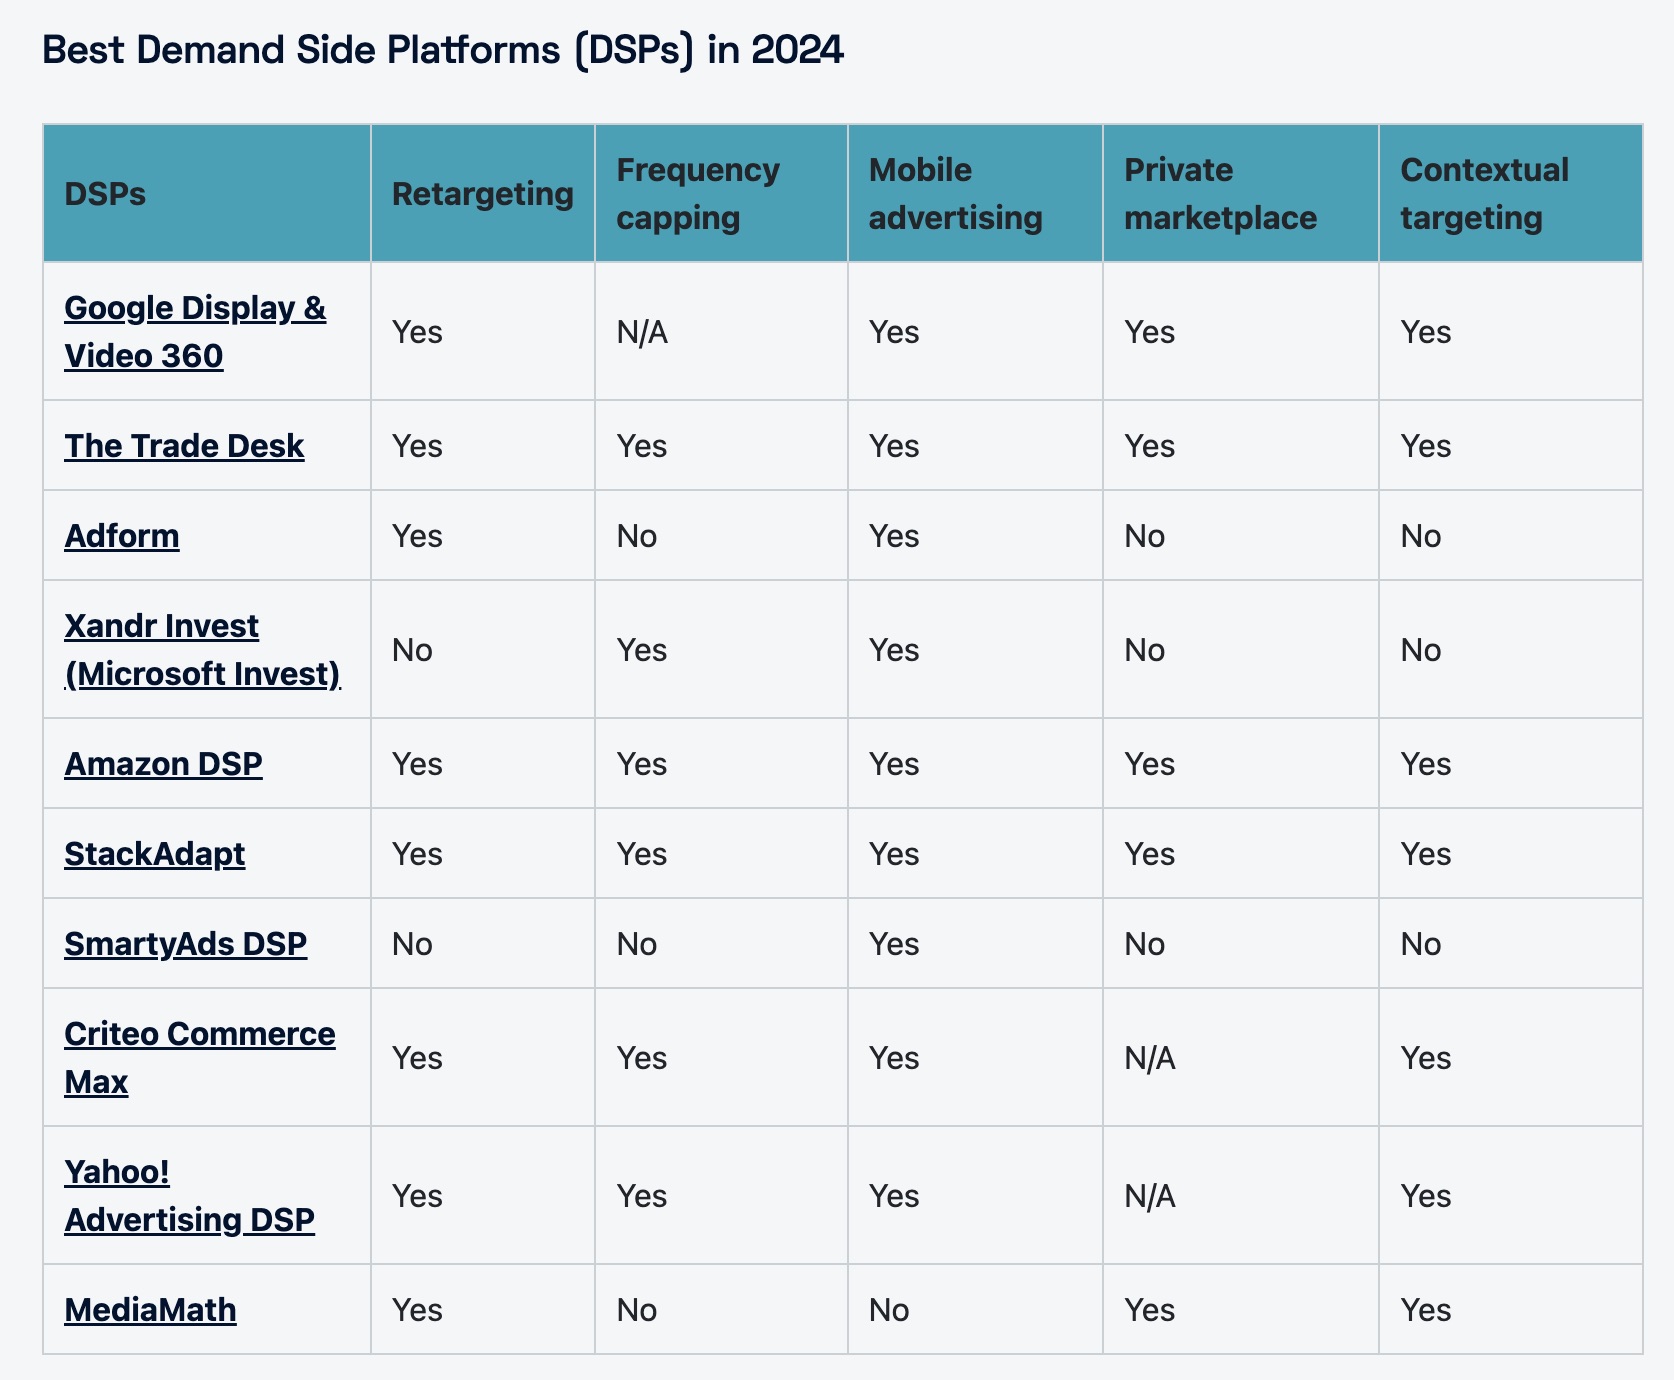 Best Demand Side Platforms (DSPs) in 2024
DSPs Retargeting Frequency capping Mobile advertising Private marketplace Contextual targeting
Google Display & Video 360 Yes N/A Yes Yes Yes
The Trade Desk Yes Yes Yes Yes Yes
Adform Yes No Yes No No
Xandr Invest (Microsoft Invest) No Yes Yes No No
Amazon DSP Yes Yes Yes Yes Yes
StackAdapt Yes Yes Yes Yes Yes
SmartyAds DSP No No Yes No No
Criteo Commerce Max Yes Yes Yes N/A Yes
Yahoo! Advertising DSP Yes Yes Yes N/A Yes
MediaMath Yes No No Yes Yes